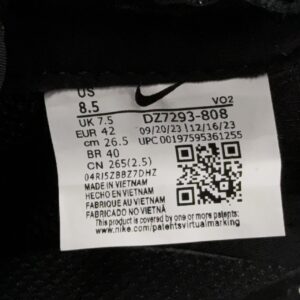 US
8.5
VO2
UK 7.5 DZ7293-808
EUR 42 09/20/23 12/16/23
cm 26.5 UPC 00197595361255
BR 40
CN 265(2.5)
04RJ5ZBBZ7DHZ
MADE IN VIETNAM
HECHO EN VIETNAM
FABRIQUE AU VIETNAM
FABRICADO NO VIETNÃ
This product is covered by one or more U.S. patents
www.nike.com/patentsvirtualmarking